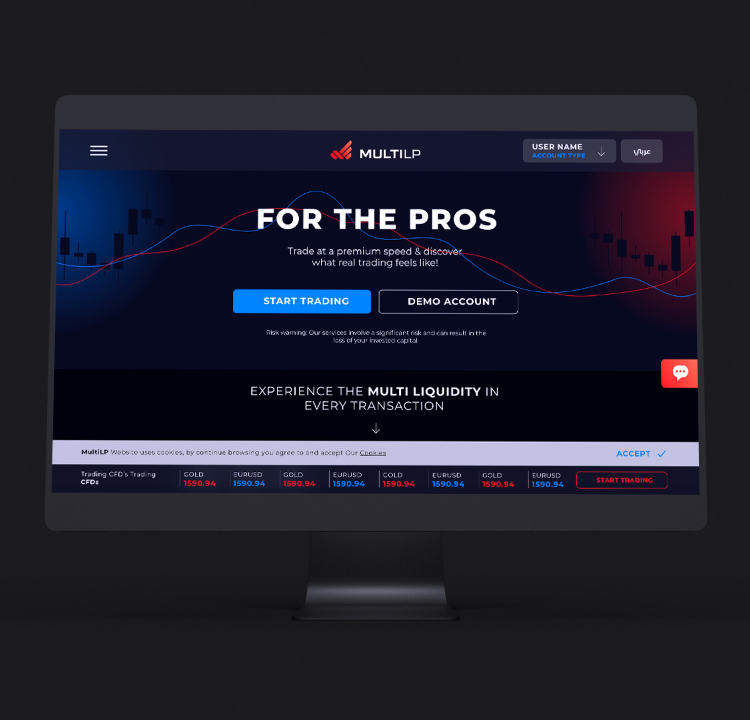 MULTILP
USER NAME
ACCOUNT TYPE
عربي
FOR THE PROS
Trade at a premium speed & discover
what real trading feels like!
START TRADING
DEMO ACCOUNT
Risk warning: Our services involve a significant risk and can result in the
loss of your invested capital.
EXPERIENCE THE MULTI LIQUIDITY IN
EVERY TRANSACTION
MultiLP Website uses cookies, by continue browsing you agree to and accept Our Cookies
ACCEPT
Trading CFD's Trading
CFDs
GOLD
1590.94
EURUSD
1590.94
GOLD
1590.94
EURUSD
1590.94
GOLD
1590.94
EURUSD
1590.94
GOLD
1590.94
EURUSD
1590.94
START TRADING